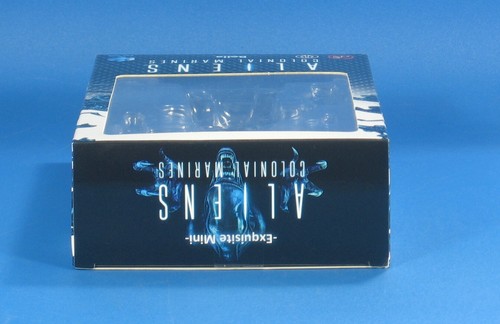 -Exquisite Mini-
ALIENS
COLONIAL MARINES
ALIENS
COLONIAL MARINES